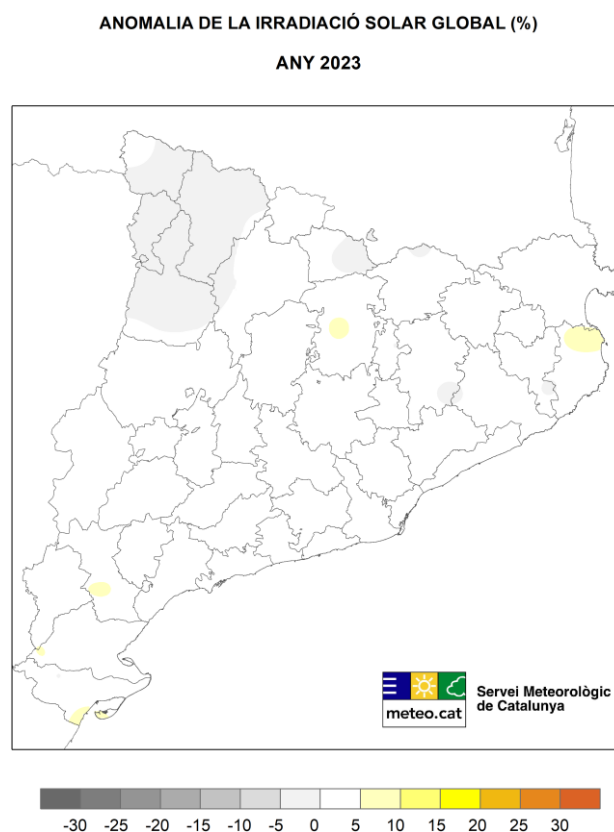 ANOMALIA DE LA IRRADIACIÓ SOLAR GLOBAL (%)
ANY 2023
meteo.cat
Servei Meteorològic
de Catalunya
-30 -25 -20 -15 -10 -5 0 5 10 15 20 25 30